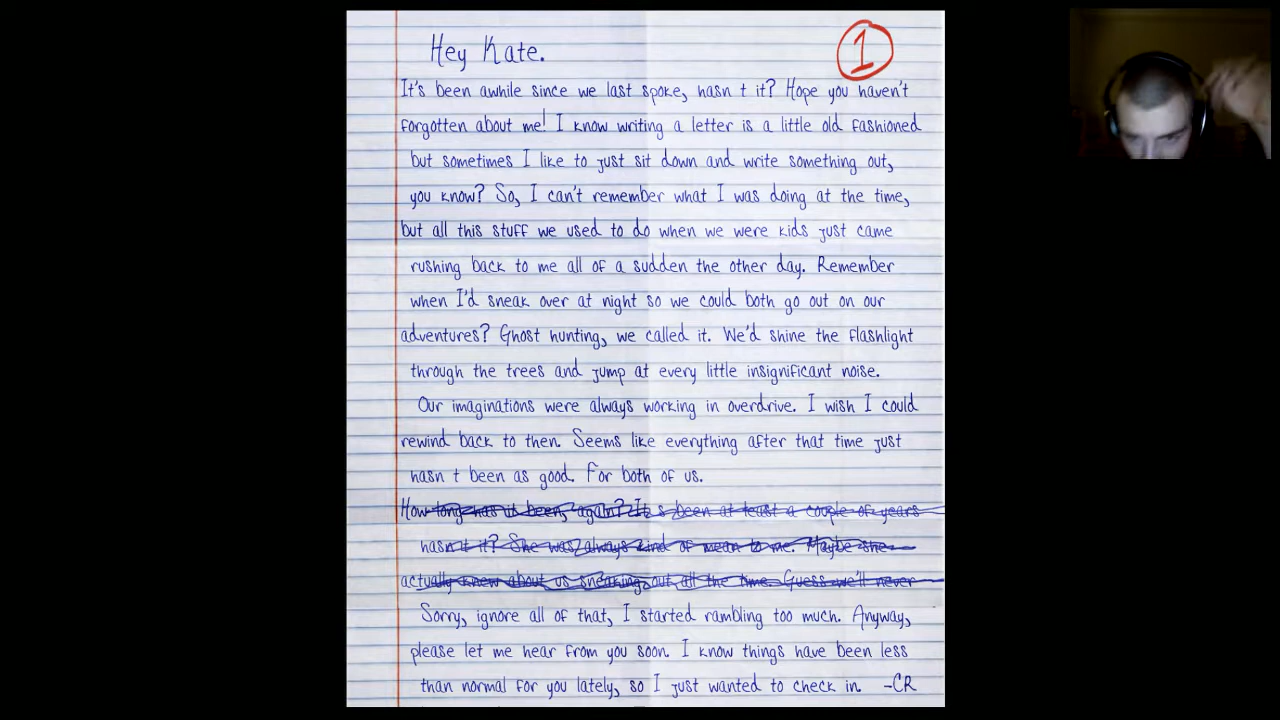 Hey Kate.
1
It's been awhile since we last spoke, hasn t it? Hope you haven't
forgotten about me! I know writing a letter is a little old fashioned
but sometimes I like to just sit down and write something out,
you know? So, I can't remember what I was doing at the time,
but all this stuff we used to do when we were kids just came
rushing back to me all of a sudden the other day. Remember
when I'd sneak over at night so we could both go out on our
adventures? Ghost hunting, we called it. We'd shine the flashlight
through the trees and jump at every little insignificant noise.
Our imaginations were always working in overdrive. I wish I could
rewind back to then. Seems like everything after that time just
hasn t been as good. For both of us.
How long has it been, again? It s been at least a couple of years
hasn t it? She was always kind of mean to me. Maybe she
actually knew about us sneaking out all the time. Guess we'll never
Sorry, ignore all of that, I started rambling too much. Anyway,
please let me hear from you soon. I know things have been less
than normal for you lately, so I just wanted to check in. -CR